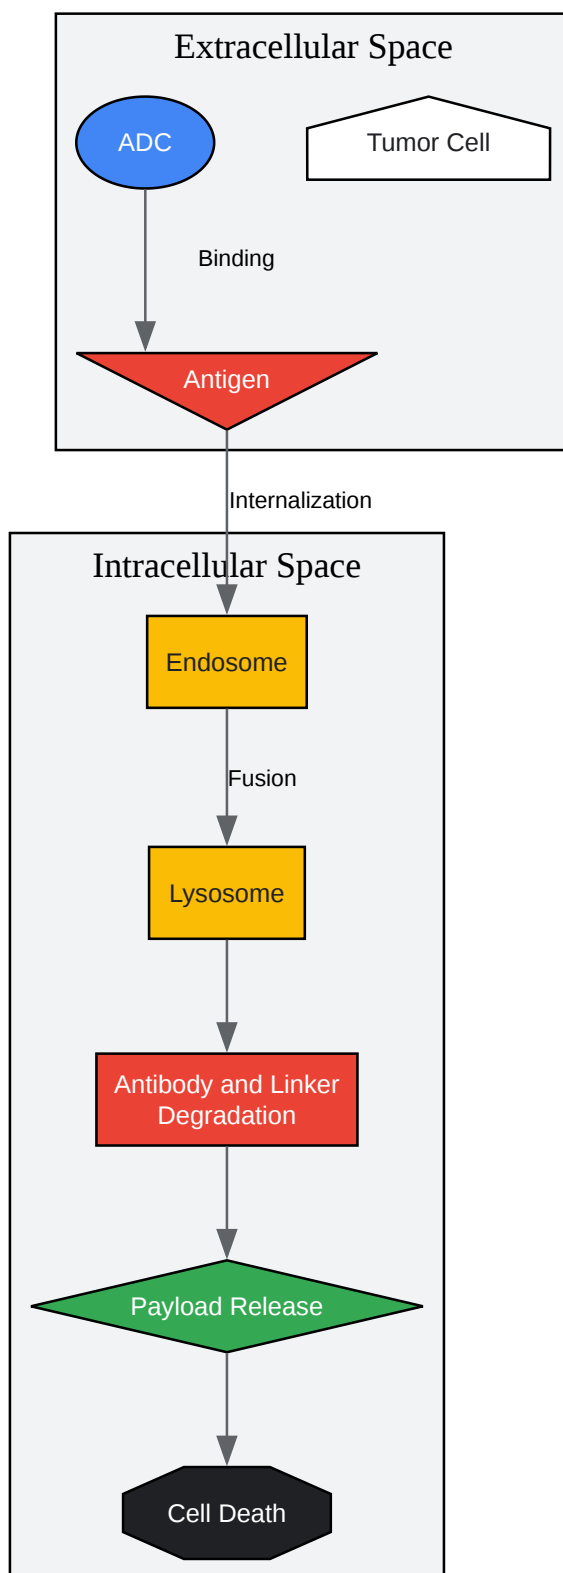 Extracellular Space
ADC
Tumor Cell
Binding
Antigen
Internalization
Intracellular Space
Endosome
Fusion
Lysosome
Antibody and Linker
Degradation
Payload Release
Cell Death